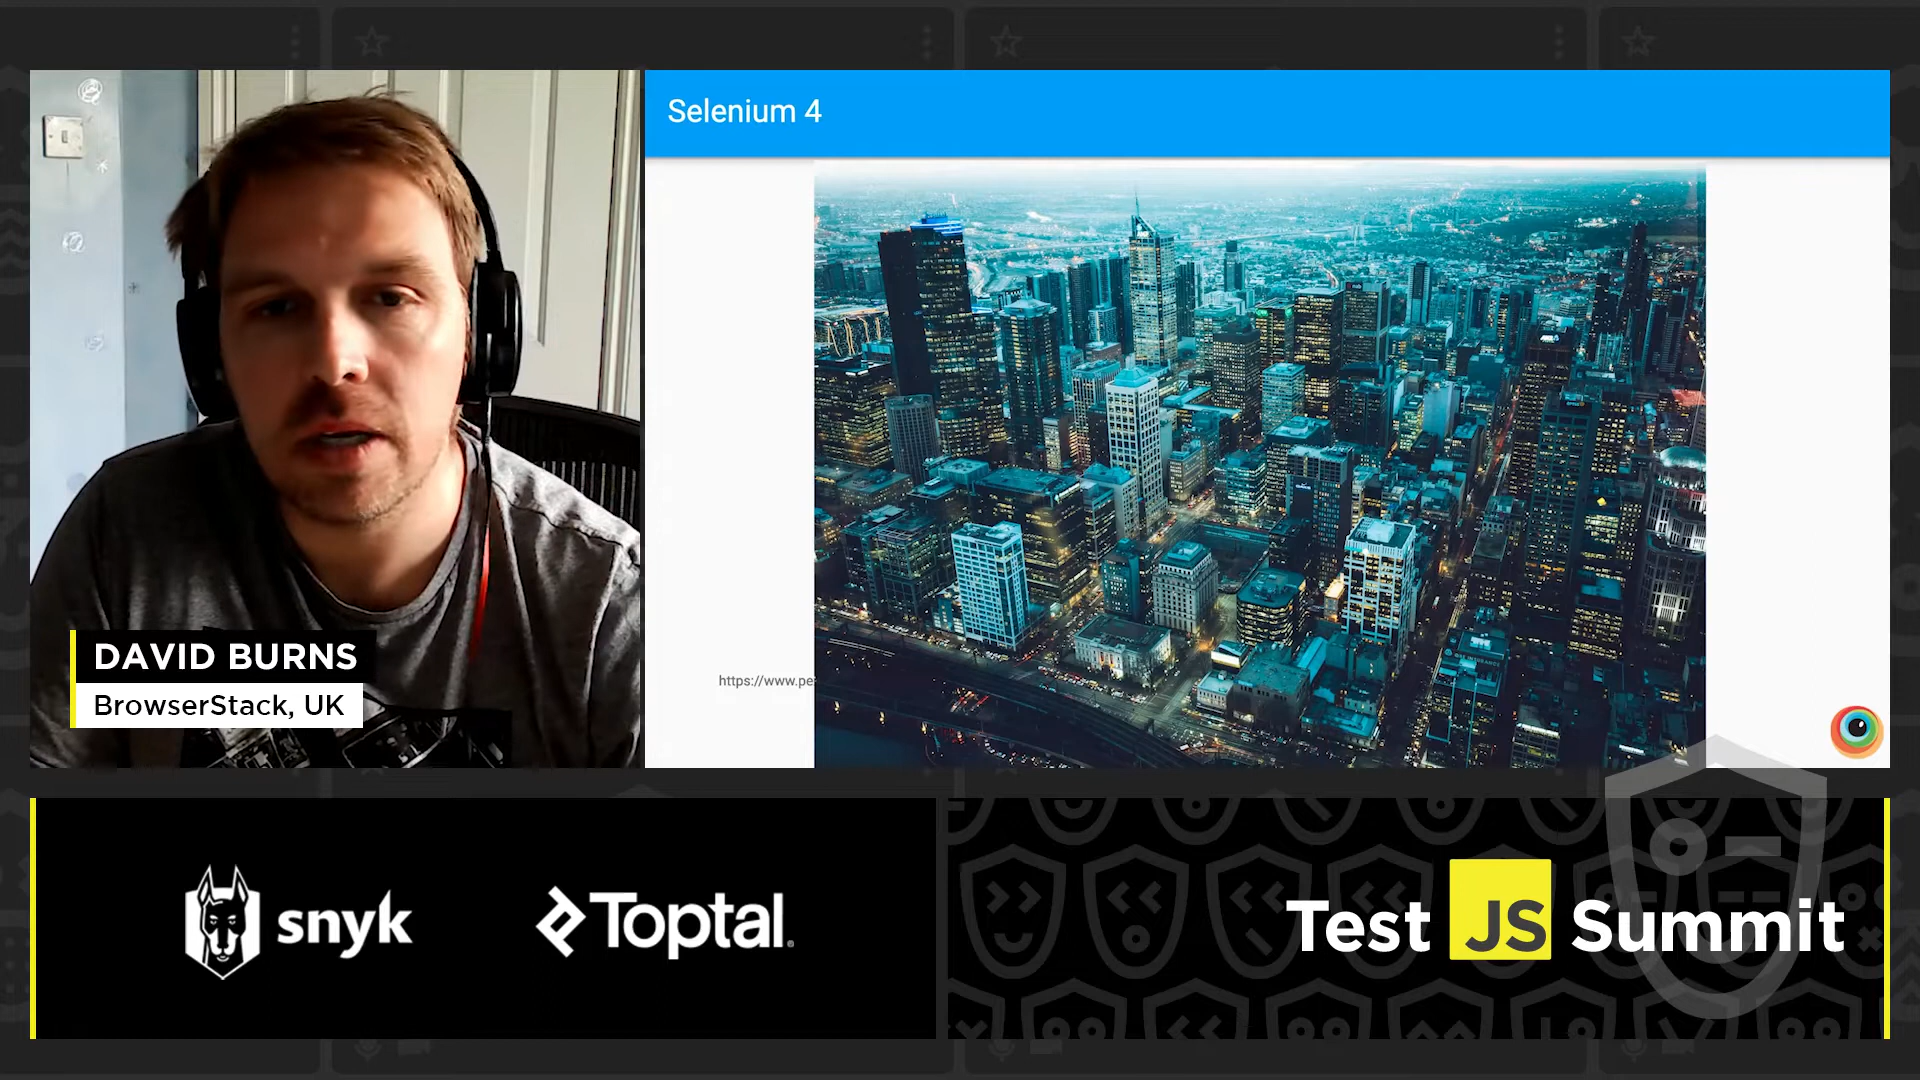 Selenium 4
https://www.pe
DAVID BURNS
BrowserStack, UK
snyk
Toptal.
Test JS Summit